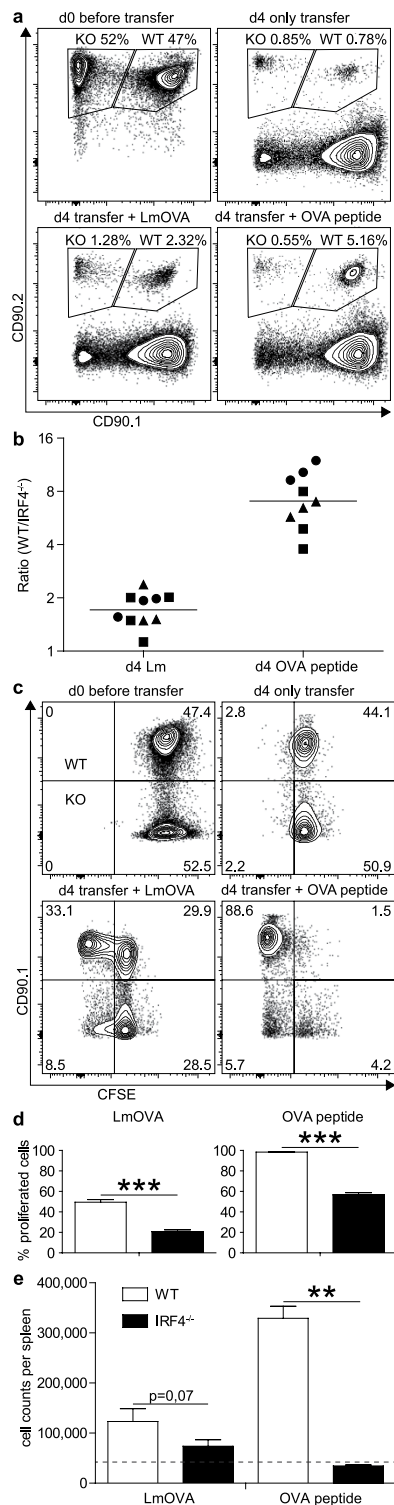 a
d0 before transfer
d4 only transfer
KO 52% WT 47%
KO 0.85% WT 0.78%
d4 transfer + LmOVA
d4 transfer + OVA peptide
KO 1.28% WT 2.32%
KO 0.55% WT 5.16%
CD90.2
CD90.1
b
16
8
4
2
1
Ratio (WT/IRF4-/-)
d4 Lm
d4 OVA peptide
c
d0 before transfer
d4 only transfer
0
47.4
2.8
44.1
WT
KO
0
52.5
2.2
50.9
d4 transfer + LmOVA
d4 transfer + OVA peptide
33.1
29.9
88.6
1.5
8.5
28.5
5.7
4.2
CD90.1
CFSE
d
LmOVA
OVA peptide
% proliferated cells
100
80
60
40
20
0
***
100
80
60
40
20
0
***
e
cell counts per spleen
400,000
300,000
200,000
100,000
0
WT
IRF4-/-
p=0,07
**
LmOVA
OVA peptide